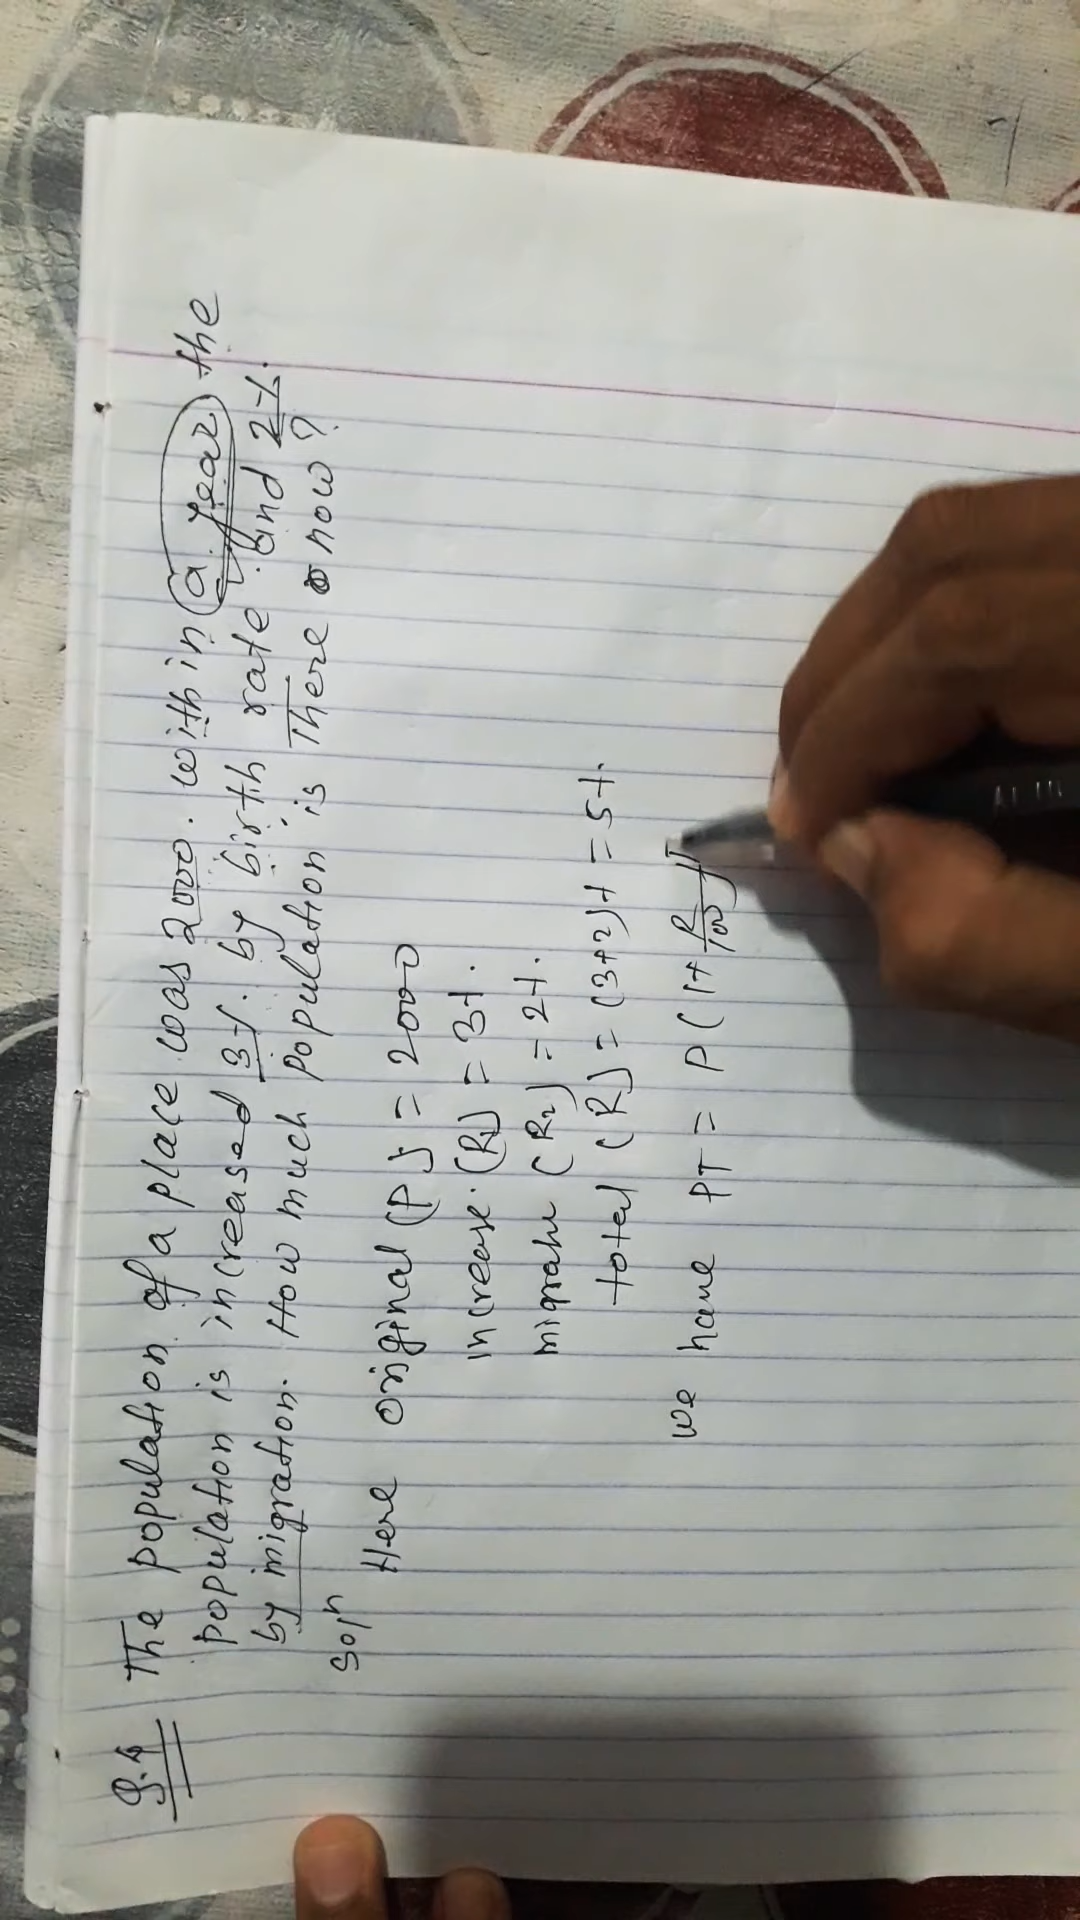 Q.4 The population of a place was 2000. within a year the
population is increased 3%. by birth rate and 2%.
by migration. How much population is There now?
Solⁿ
Here original (P) = 2000
increase (R₁) = 3%.
migrate (R₂) = 2%.
total (R) = (3+2)% = 5%.
we have PT = P(1+R/100)T